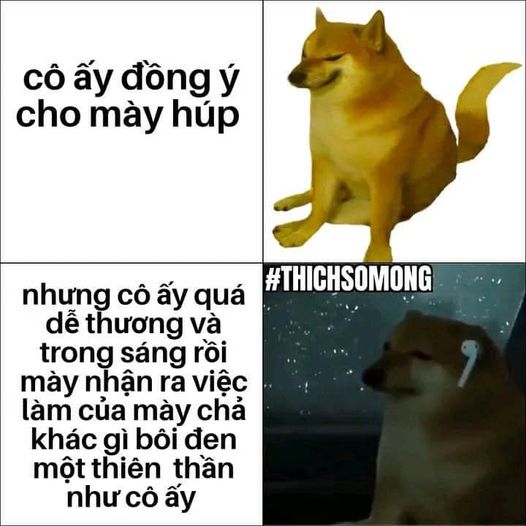 cô ấy đồng ý
cho mày húp
#THICHSOMONG
nhưng cô ấy quá
dễ thương và
trong sáng rồi
mày nhận ra việc
làm của mày chả
khác gì bôi đen
một thiên thần
như cô ấy